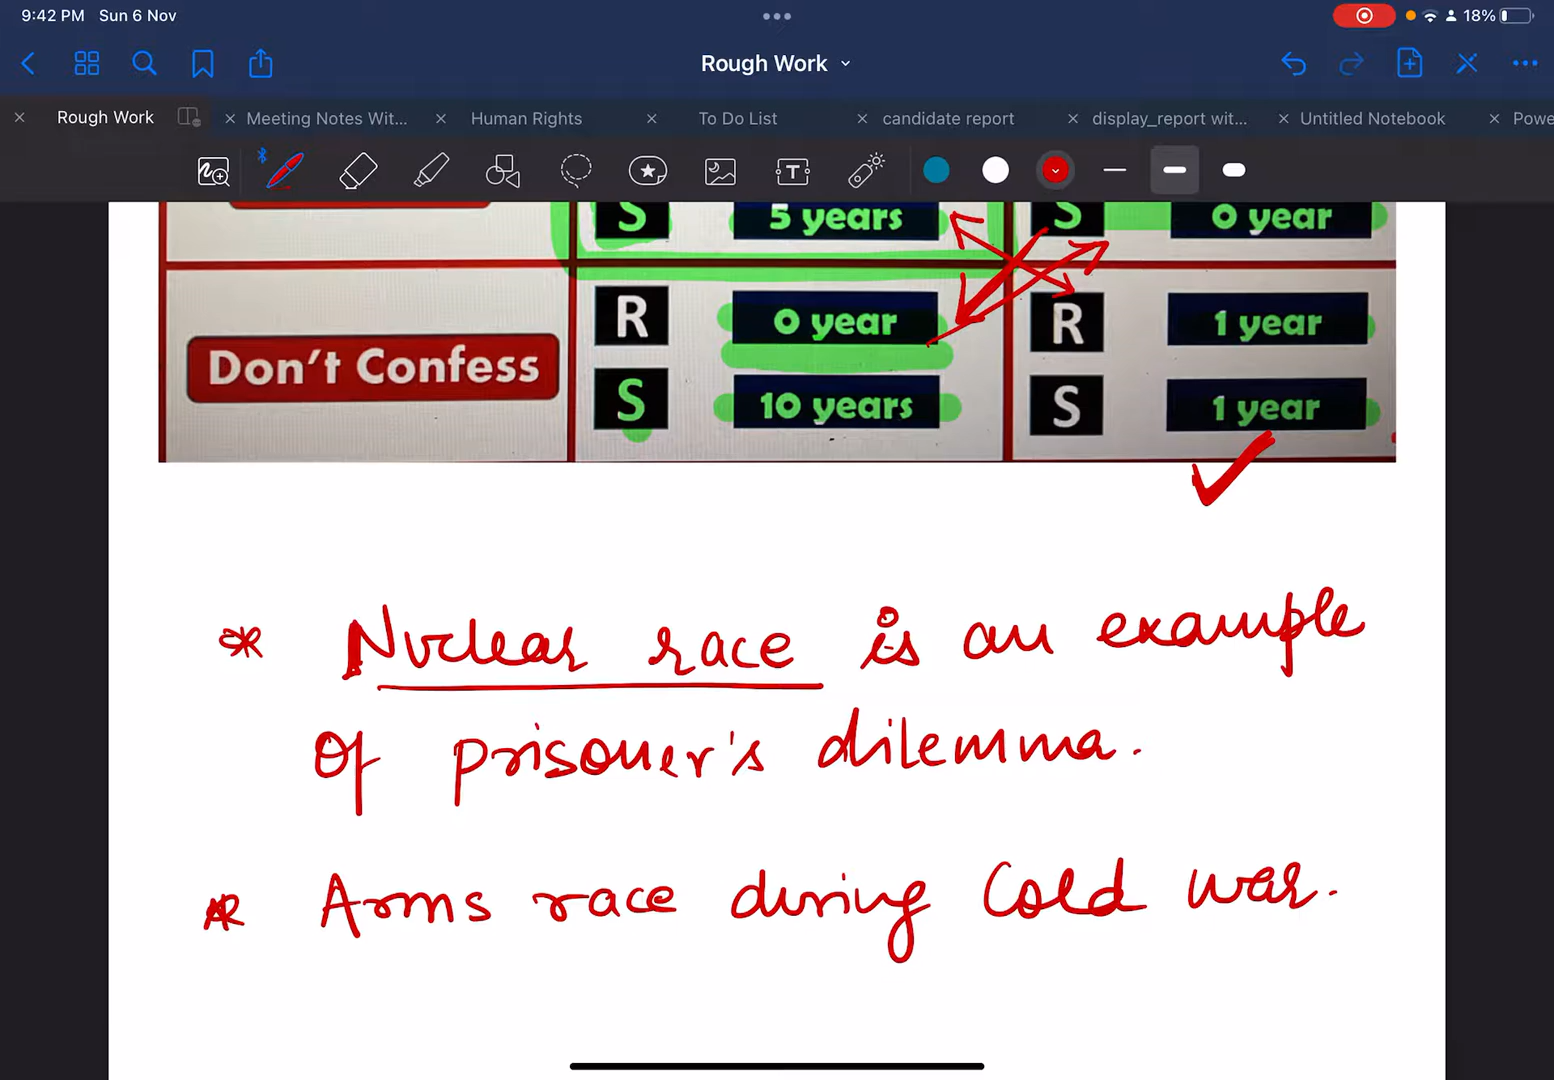 9:42 PM Sun 6 Nov
18%
Rough Work
Rough Work Meeting Notes Wit... Human Rights To Do List candidate report display_report wit... Untitled Notebook Powe
T
S 5 years S 0 year
R 0 year R 1 year
Don't Confess
S 10 years S 1 year
* Nuclear race is an example
of prisoner's dilemma.
* Arms race during Cold war.